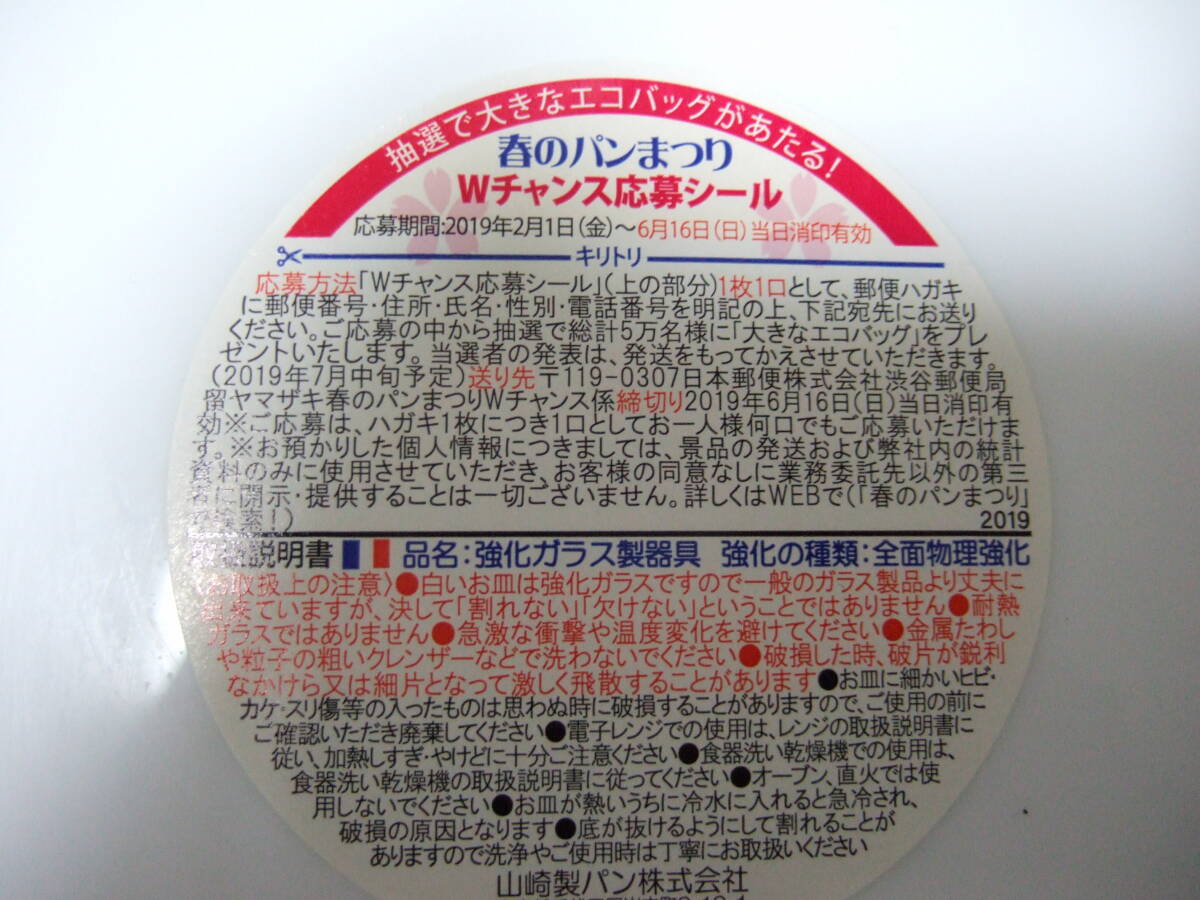 抽選で大きなエコバッグがあたる!
春のパンまつり
Wチャンス応募シール
応募期間:2019年2月1日(金)～6月16日(日)当日消印有効
キリトリ
応募方法「Wチャンス応募シール」(上の部分)1枚1口として、郵便ハガキ
に郵便番号・住所・氏名・性別・電話番号を明記の上、下記宛先にお送り
ください。ご応募の中から抽選で総計5万名様に「大きなエコバッグ」をプレ
ゼントいたします。当選者の発表は、発送をもってかえさせていただきます。
(2019年7月中旬予定)送り先〒119-0307日本郵便株式会社渋谷郵便局
留ヤマザキ春のパンまつりWチャンス係締切り2019年6月16日(日)当日消印有
効※ご応募は、ハガキ1枚につき1口としてお一人様何口でもご応募いただけま
す。※お預かりした個人情報につきましては、景品の発送および弊社内の統計
資料のみに使用させていただき、お客様の同意なしに業務委託先以外の第三
者に開示・提供することは一切ございません。詳しくはWEBで(「春のパンまつり」
で検索!)
2019
取扱説明書 品名:強化ガラス製器具 強化の種類:全面物理強化
〈お取扱上の注意〉●白いお皿は強化ガラスですので一般のガラス製品より丈夫に
出来ていますが、決して「割れない」「欠けない」ということではありません●耐熱
ガラスではありません●急激な衝撃や温度変化を避けてください●金属たわし
や粒子の粗いクレンザーなどで洗わないでください●破損した時、破片が鋭利
なかけら又は細片となって激しく飛散することがあります●お皿に細かいヒビ・
カケ・スリ傷等の入ったものは思わぬ時に破損することがありますので、ご使用の前に
ご確認いただき廃棄してください●電子レンジでの使用は、レンジの取扱説明書に
従い、加熱しすぎ・やけどに十分ご注意ください●食器洗い乾燥機での使用は、
食器洗い乾燥機の取扱説明書に従ってください●オーブン、直火では使
用しないでください●お皿が熱いうちに冷水に入れると急冷され、
破損の原因となります●底が抜けるようにして割れることが
ありますので洗浄やご使用時は丁寧にお取扱いください
山崎製パン株式会社